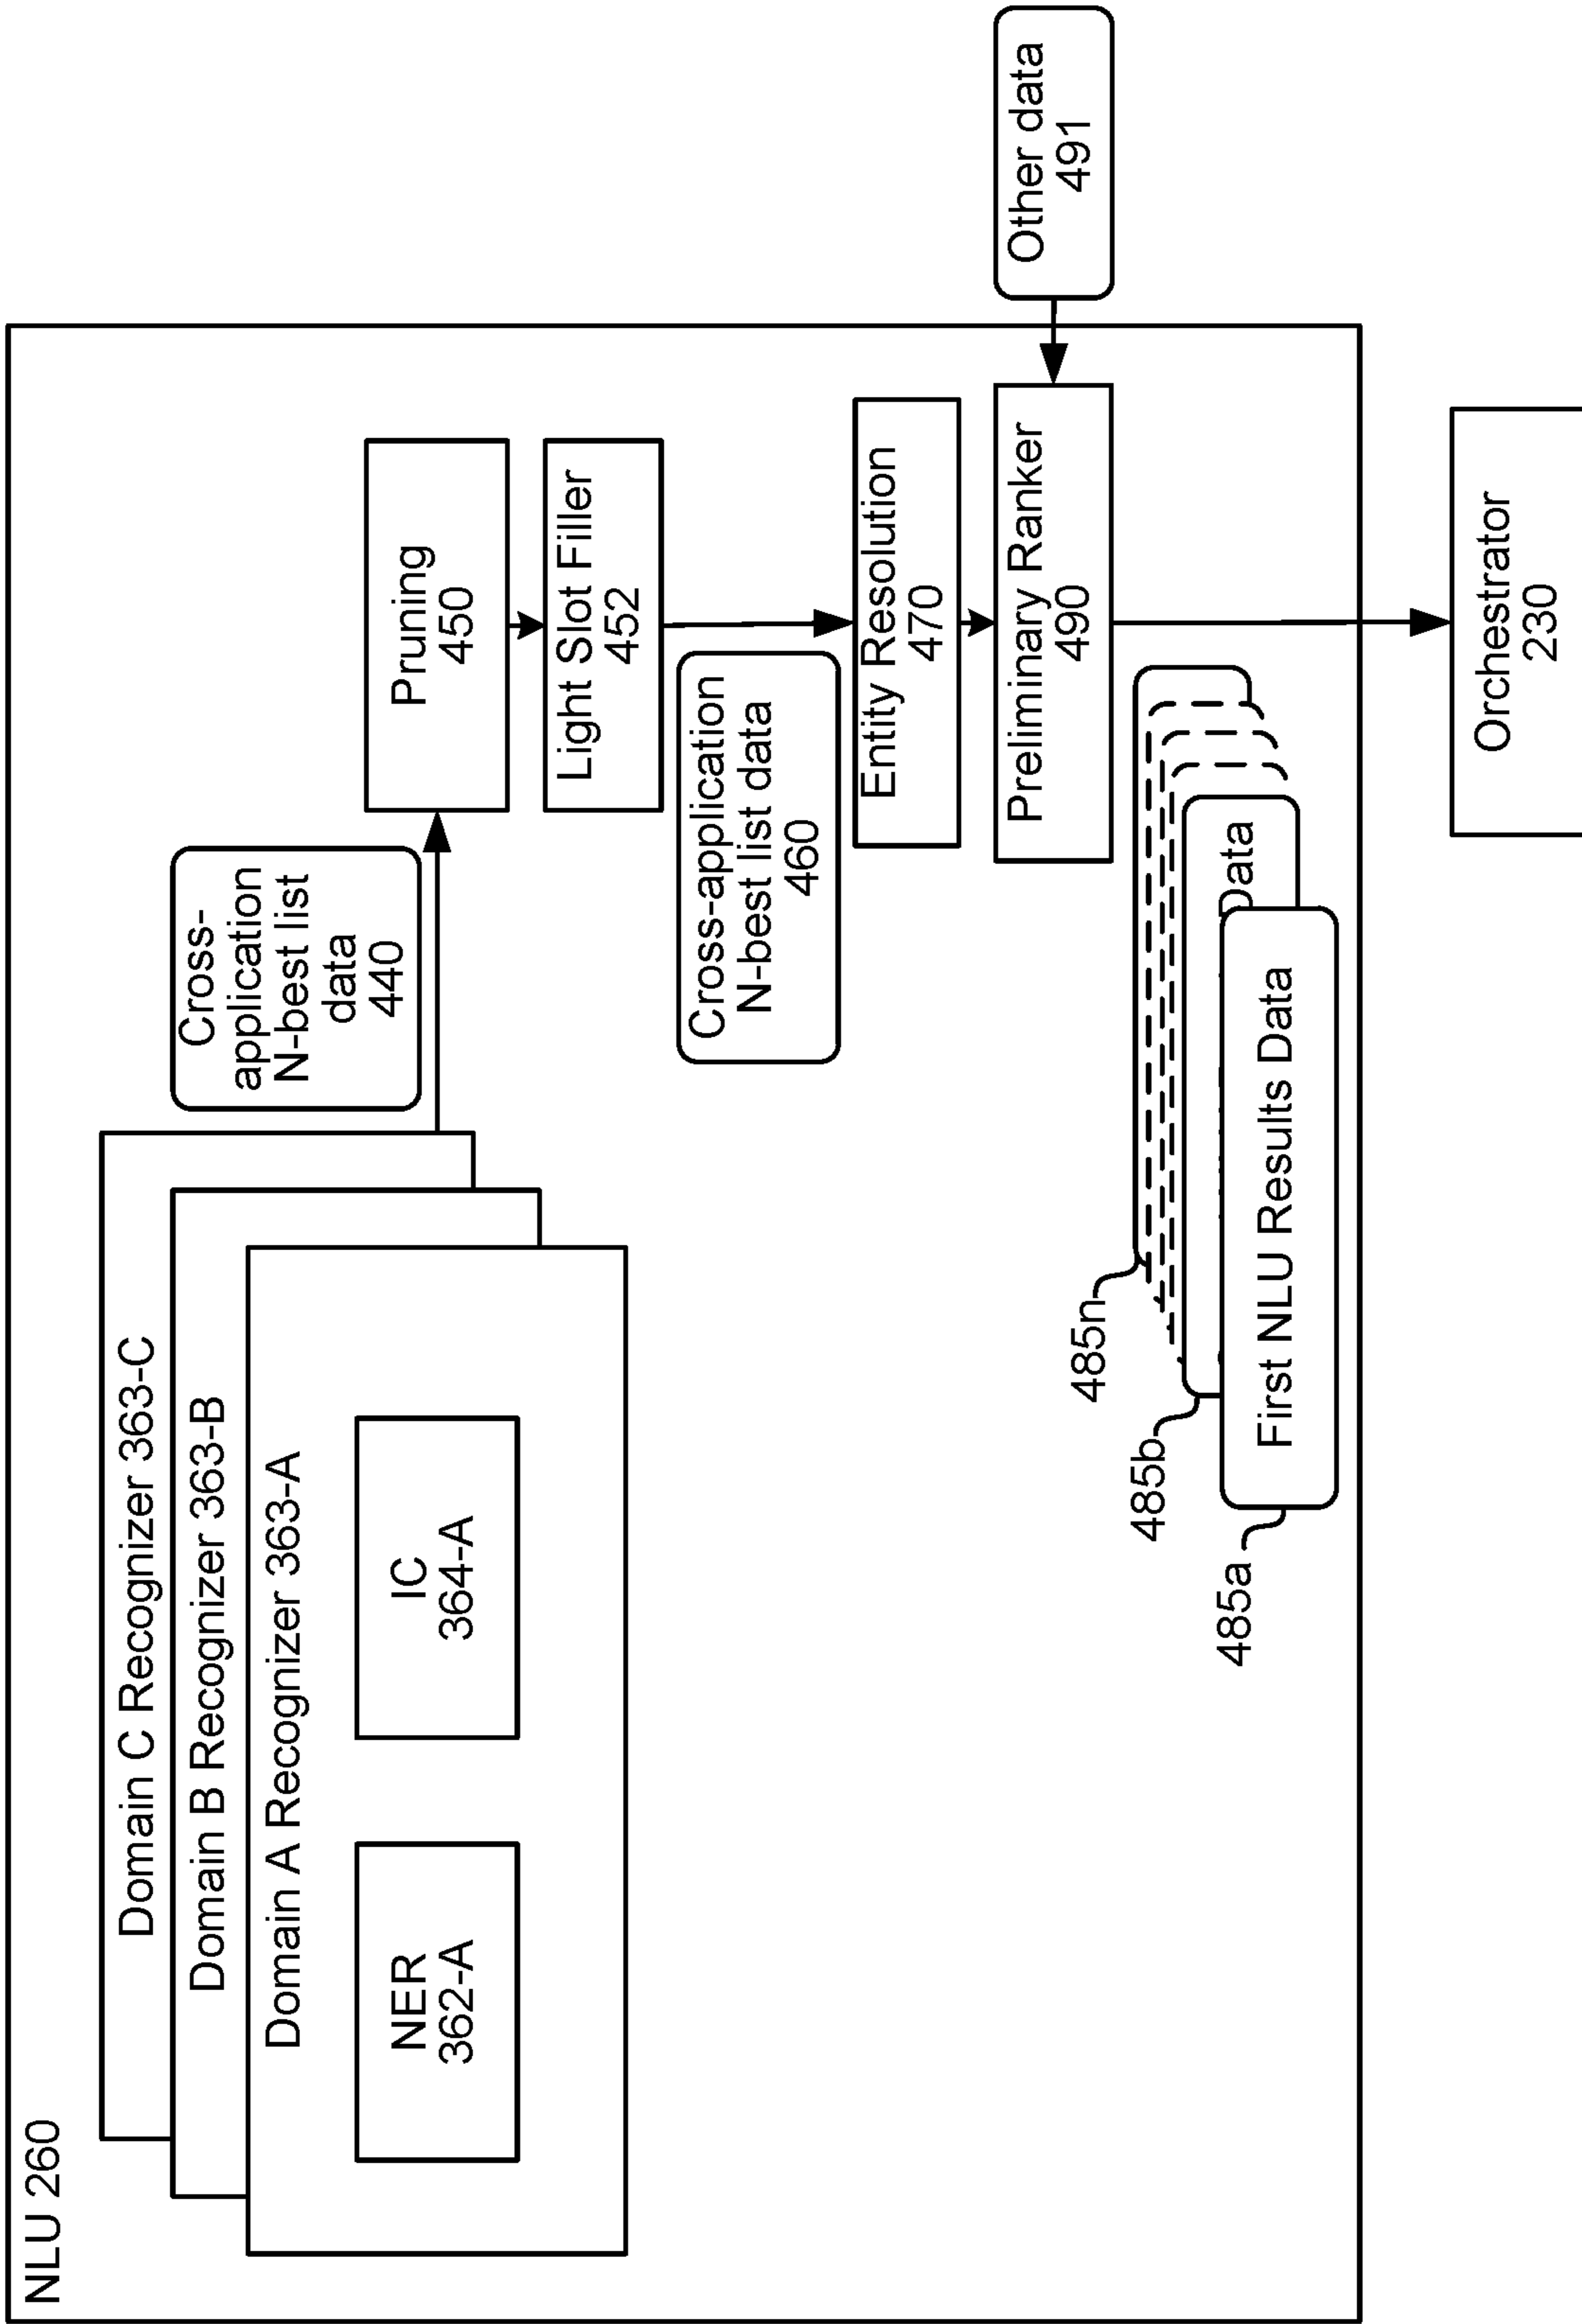 NLU 260
Domain C Recognizer 363-C
Domain B Recognizer 363-B
Domain A Recognizer 363-A
NER
362-A
IC
364-A
Cross-
application
N-best list
data
440
Pruning
450
Light Slot Filler
452
Cross-application
N-best list data
460
Entity Resolution
470
Preliminary Ranker
490
Other data
491
485n
485b
485a
Data
First NLU Results Data
Orchestrator
230